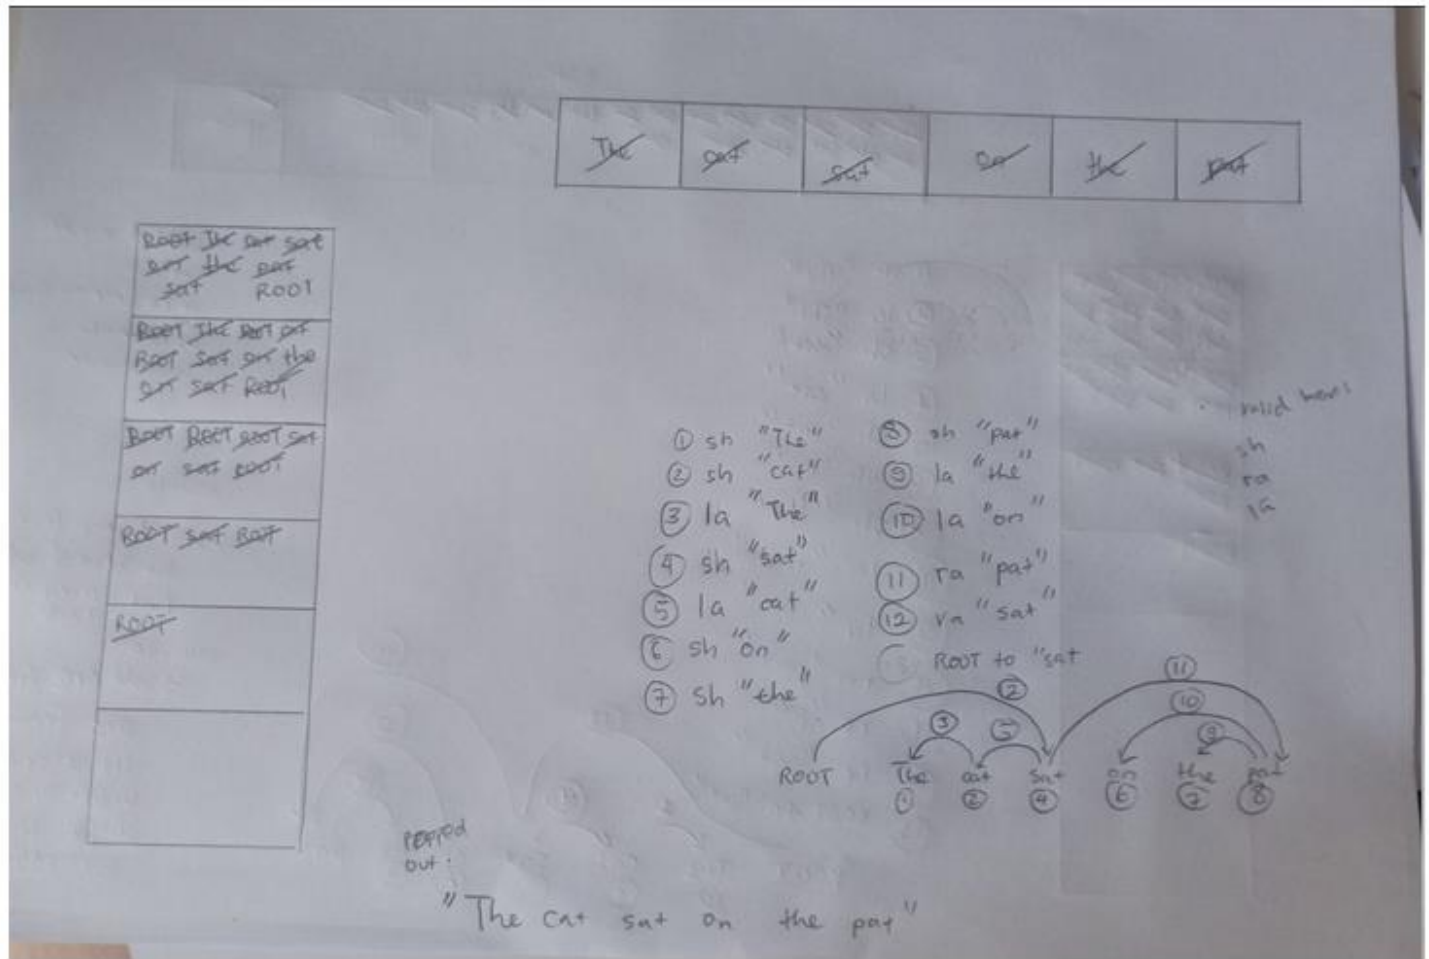 The cat sat on the the pat
ROOT The cat sat
on the pat
sat ROOT
ROOT The ROOT cat
ROOT sat on the
on sat ROOT
ROOT ROOT ROOT sat
on sat ROOT
ROOT sat ROOT
ROOT
① sh "The"
② sh "cat"
③ la "The"
④ sh "sat"
⑤ la "cat"
⑥ sh "on"
⑦ sh "the"
⑧ sh "pat"
⑨ la "the"
⑩ la "on"
⑪ ra "pat"
⑫ ra "sat"
ROOT to "sat
valid
sh
ra
la
⑪
⑫
⑩
③ ⑤ ⑨
ROOT The cat sat on the pat
① ② ④ ⑥ ⑦ ⑧
popped
out.
"The cat sat on the pat"